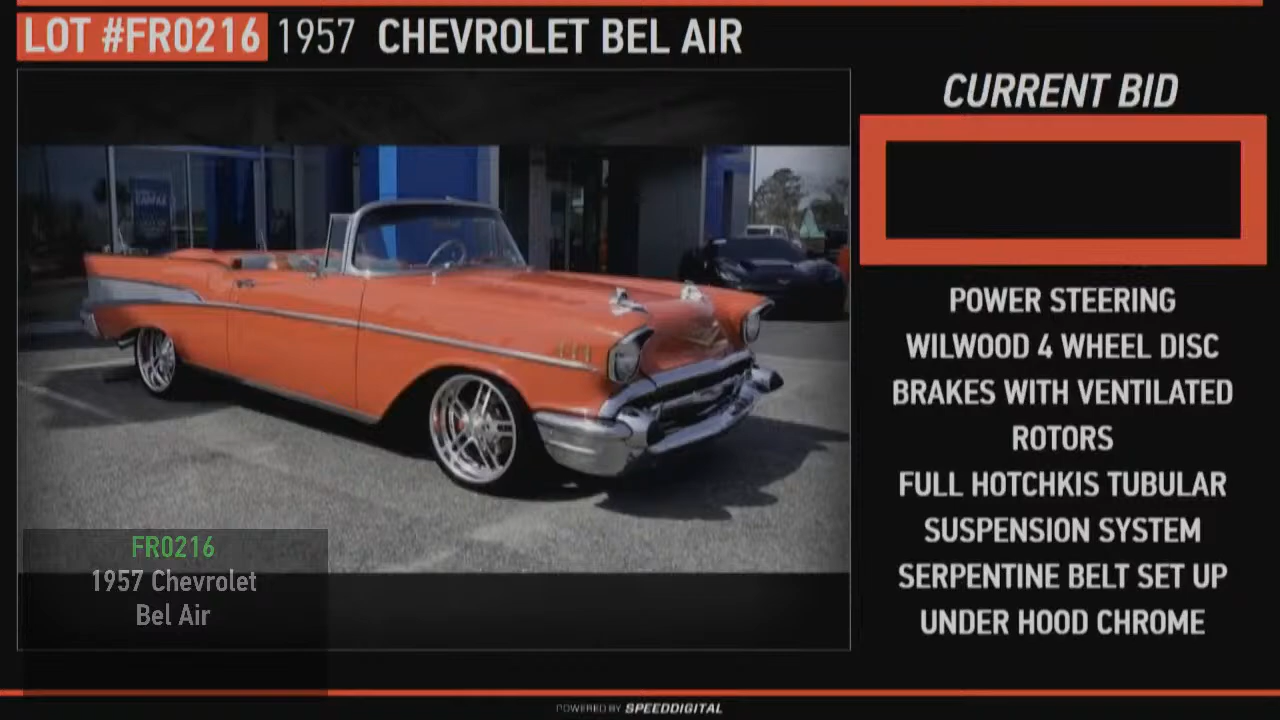 LOT #FR0216 1957 CHEVROLET BEL AIR
CURRENT BID
POWER STEERING
WILWOOD 4 WHEEL DISC
BRAKES WITH VENTILATED
ROTORS
FULL HOTCHKIS TUBULAR
SUSPENSION SYSTEM
SERPENTINE BELT SET UP
UNDER HOOD CHROME
FR0216
1957 Chevrolet
Bel Air
POWERED BY SPEEDDIGITAL